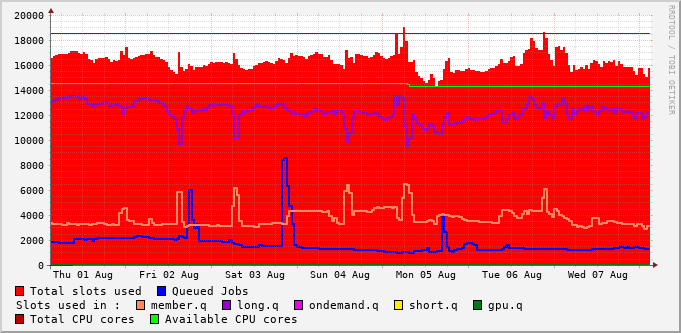 20000
18000
16000
14000
12000
10000
8000
6000
4000
2000
0
Thu 01 Aug Fri 02 Aug Sat 03 Aug Sun 04 Aug Mon 05 Aug Tue 06 Aug Wed 07 Aug
Total slots used Queued Jobs
Slots used in : member.q long.q ondemand.q short.q gpu.q
Total CPU cores Available CPU cores
RRDTOOL / TOBI OETIKER